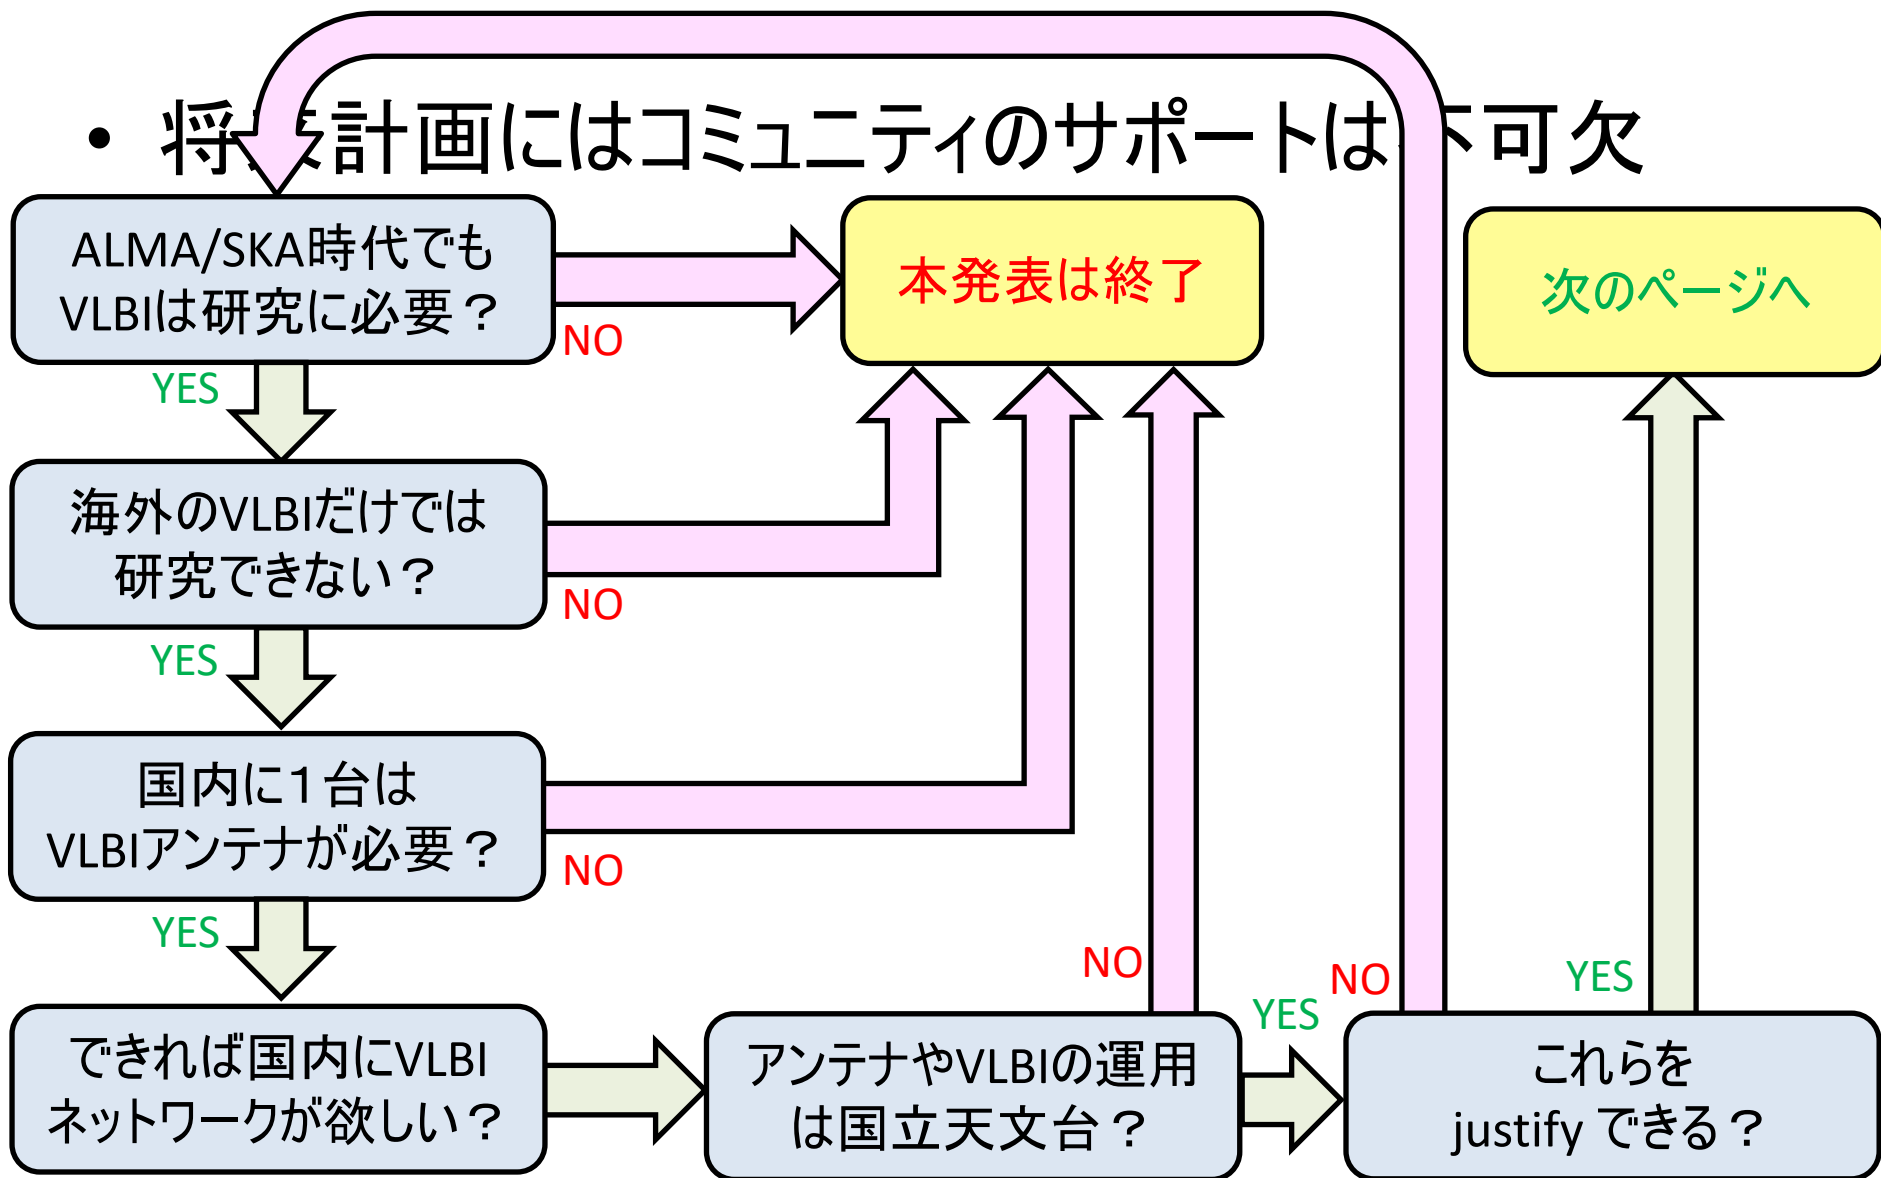 • 将来計画にはコミュニティのサポートは不可欠
ALMA/SKA時代でも
VLBIは研究に必要？
NO
本発表は終了
次のページへ
YES
海外のVLBIだけでは
研究できない？
NO
YES
国内に１台は
VLBIアンテナが必要？
NO
YES
できれば国内にVLBI
ネットワークが欲しい？
アンテナやVLBIの運用
は国立天文台？
NO
YES
これらを
justify できる？
NO
YES